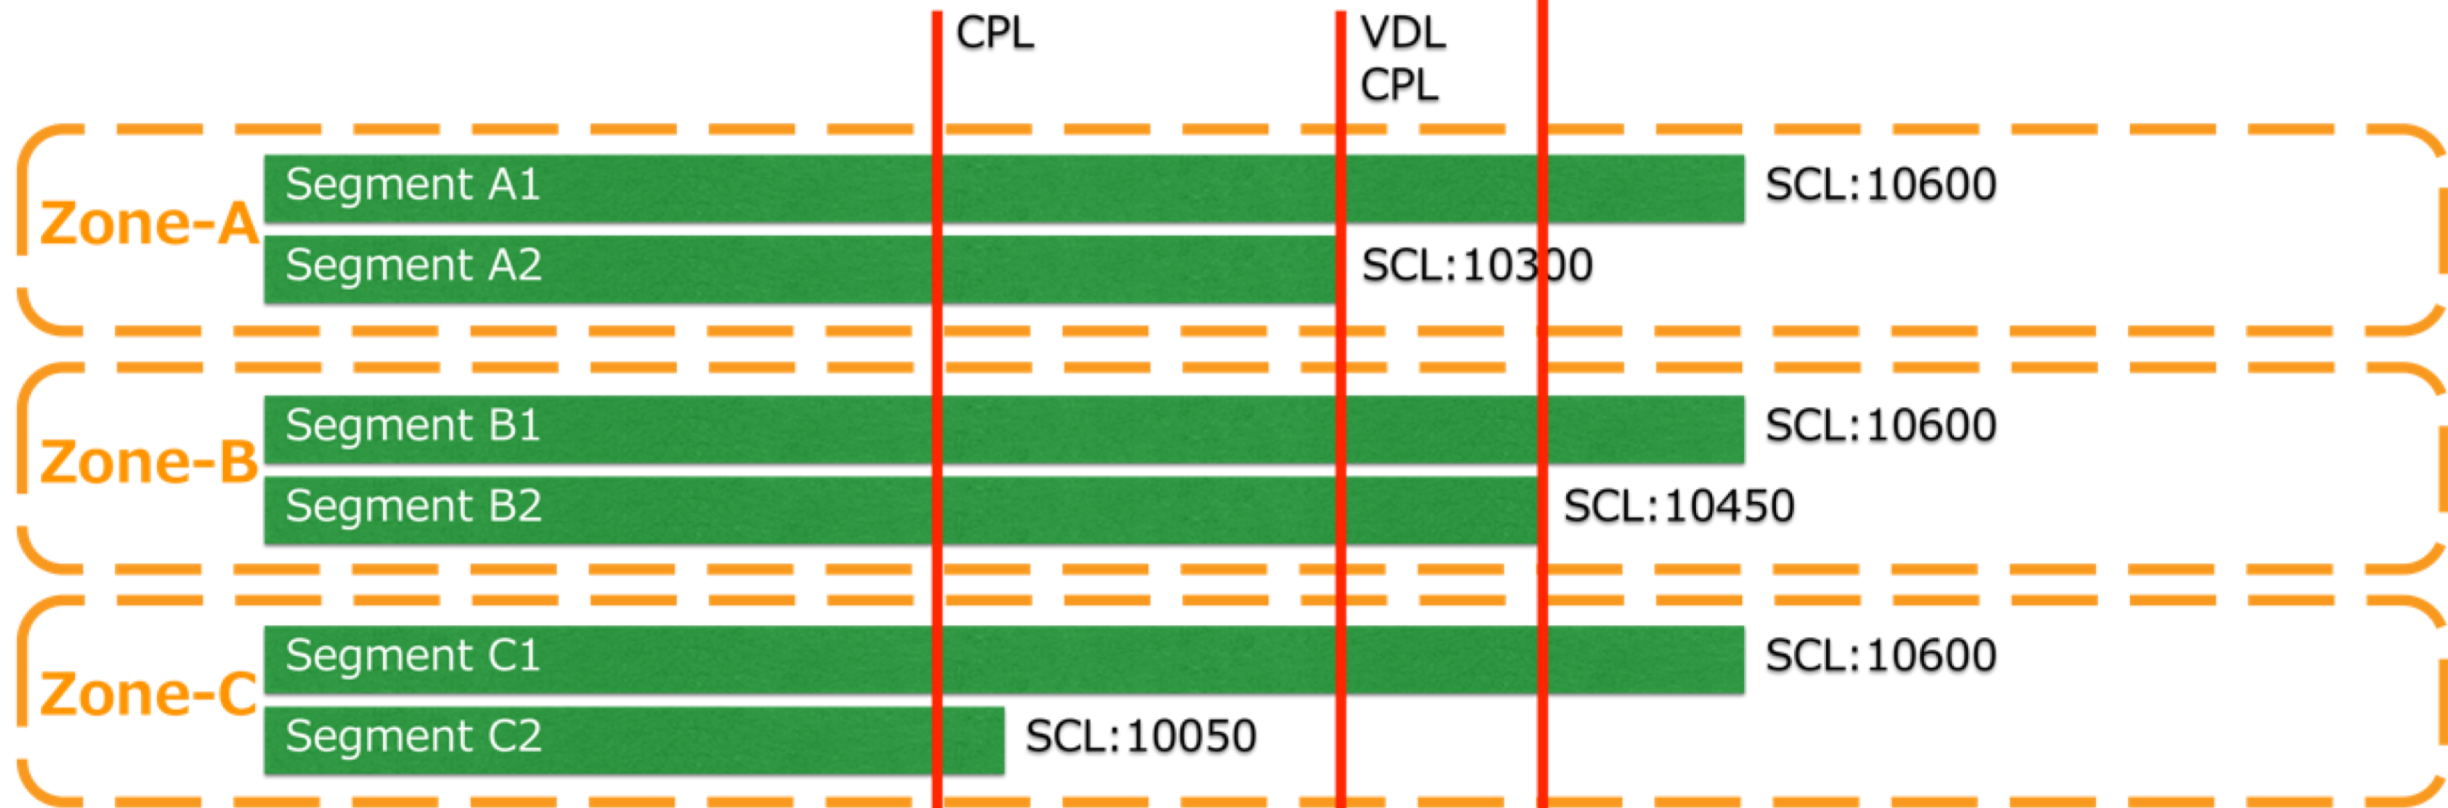 CPL
VDL
CPL
Zone-A
Segment A1
SCL:10600
Segment A2
SCL:10300
Zone-B
Segment B1
SCL:10600
Segment B2
SCL:10450
Zone-C
Segment C1
SCL:10600
Segment C2
SCL:10050